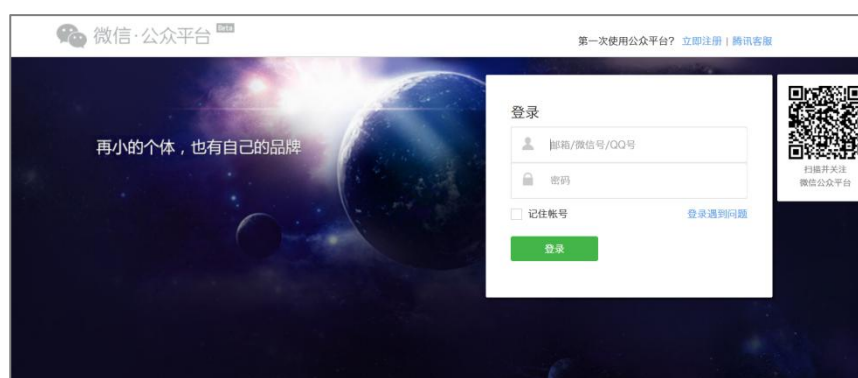 微信·公众平台 Beta
第一次使用公众平台? 立即注册 | 腾讯客服
再小的个体，也有自己的品牌
登录
邮箱/微信号/QQ号
密码
记住帐号 登录遇到问题
登录
扫描并关注
微信公众平台